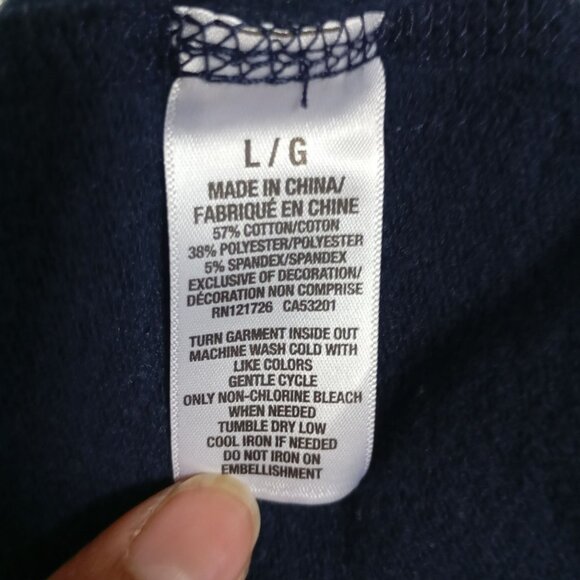 L / G
MADE IN CHINA/
FABRIQUÉ EN CHINE
57% COTTON/COTON
38% POLYESTER/POLYESTER
5% SPANDEX/SPANDEX
EXCLUSIVE OF DECORATION/
DÉCORATION NON COMPRISE
RN121726 CA53201
TURN GARMENT INSIDE OUT
MACHINE WASH COLD WITH
LIKE COLORS
GENTLE CYCLE
ONLY NON-CHLORINE BLEACH
WHEN NEEDED
TUMBLE DRY LOW
COOL IRON IF NEEDED
DO NOT IRON ON
EMBELLISHMENT